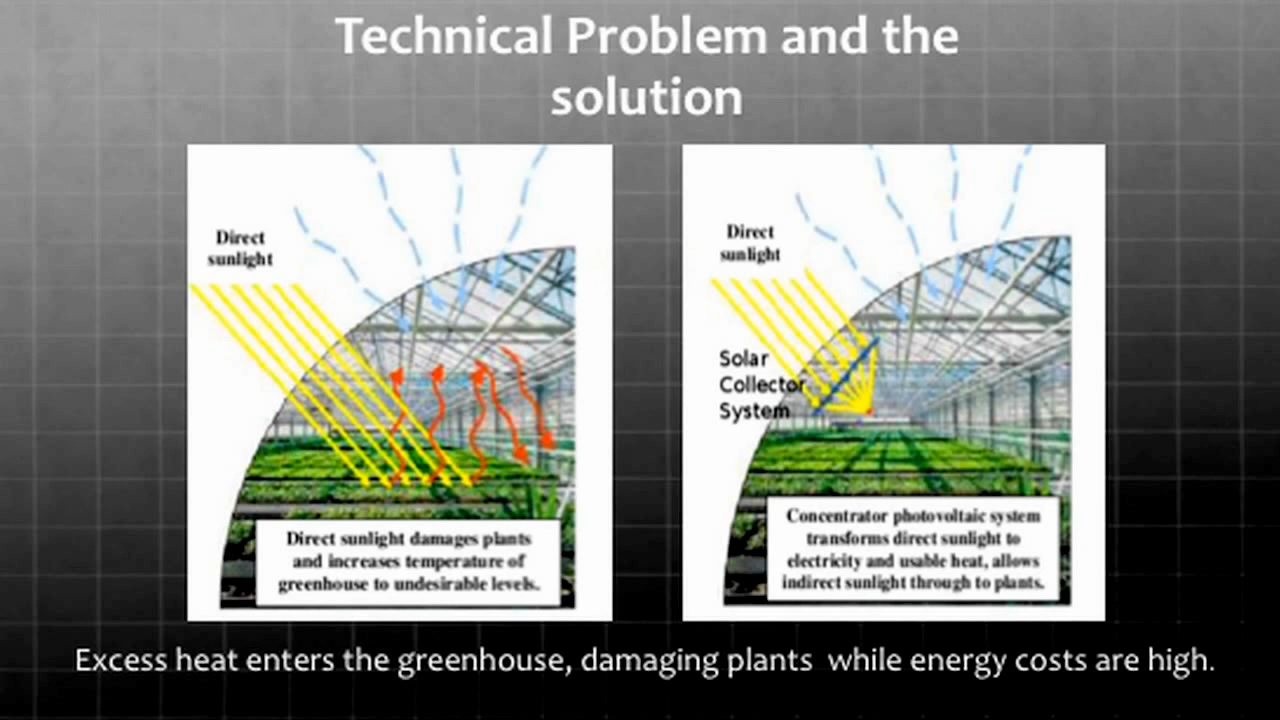 Technical Problem and the
solution
Direct
sunlight
Direct sunlight damages plants
and increases temperature of
greenhouse to undesirable levels.
Direct
sunlight
Solar
Collector
System
Concentrator photovoltaic system
transforms direct sunlight to
electricity and usable heat, allows
indirect sunlight through to plants.
Excess heat enters the greenhouse, damaging plants while energy costs are high.